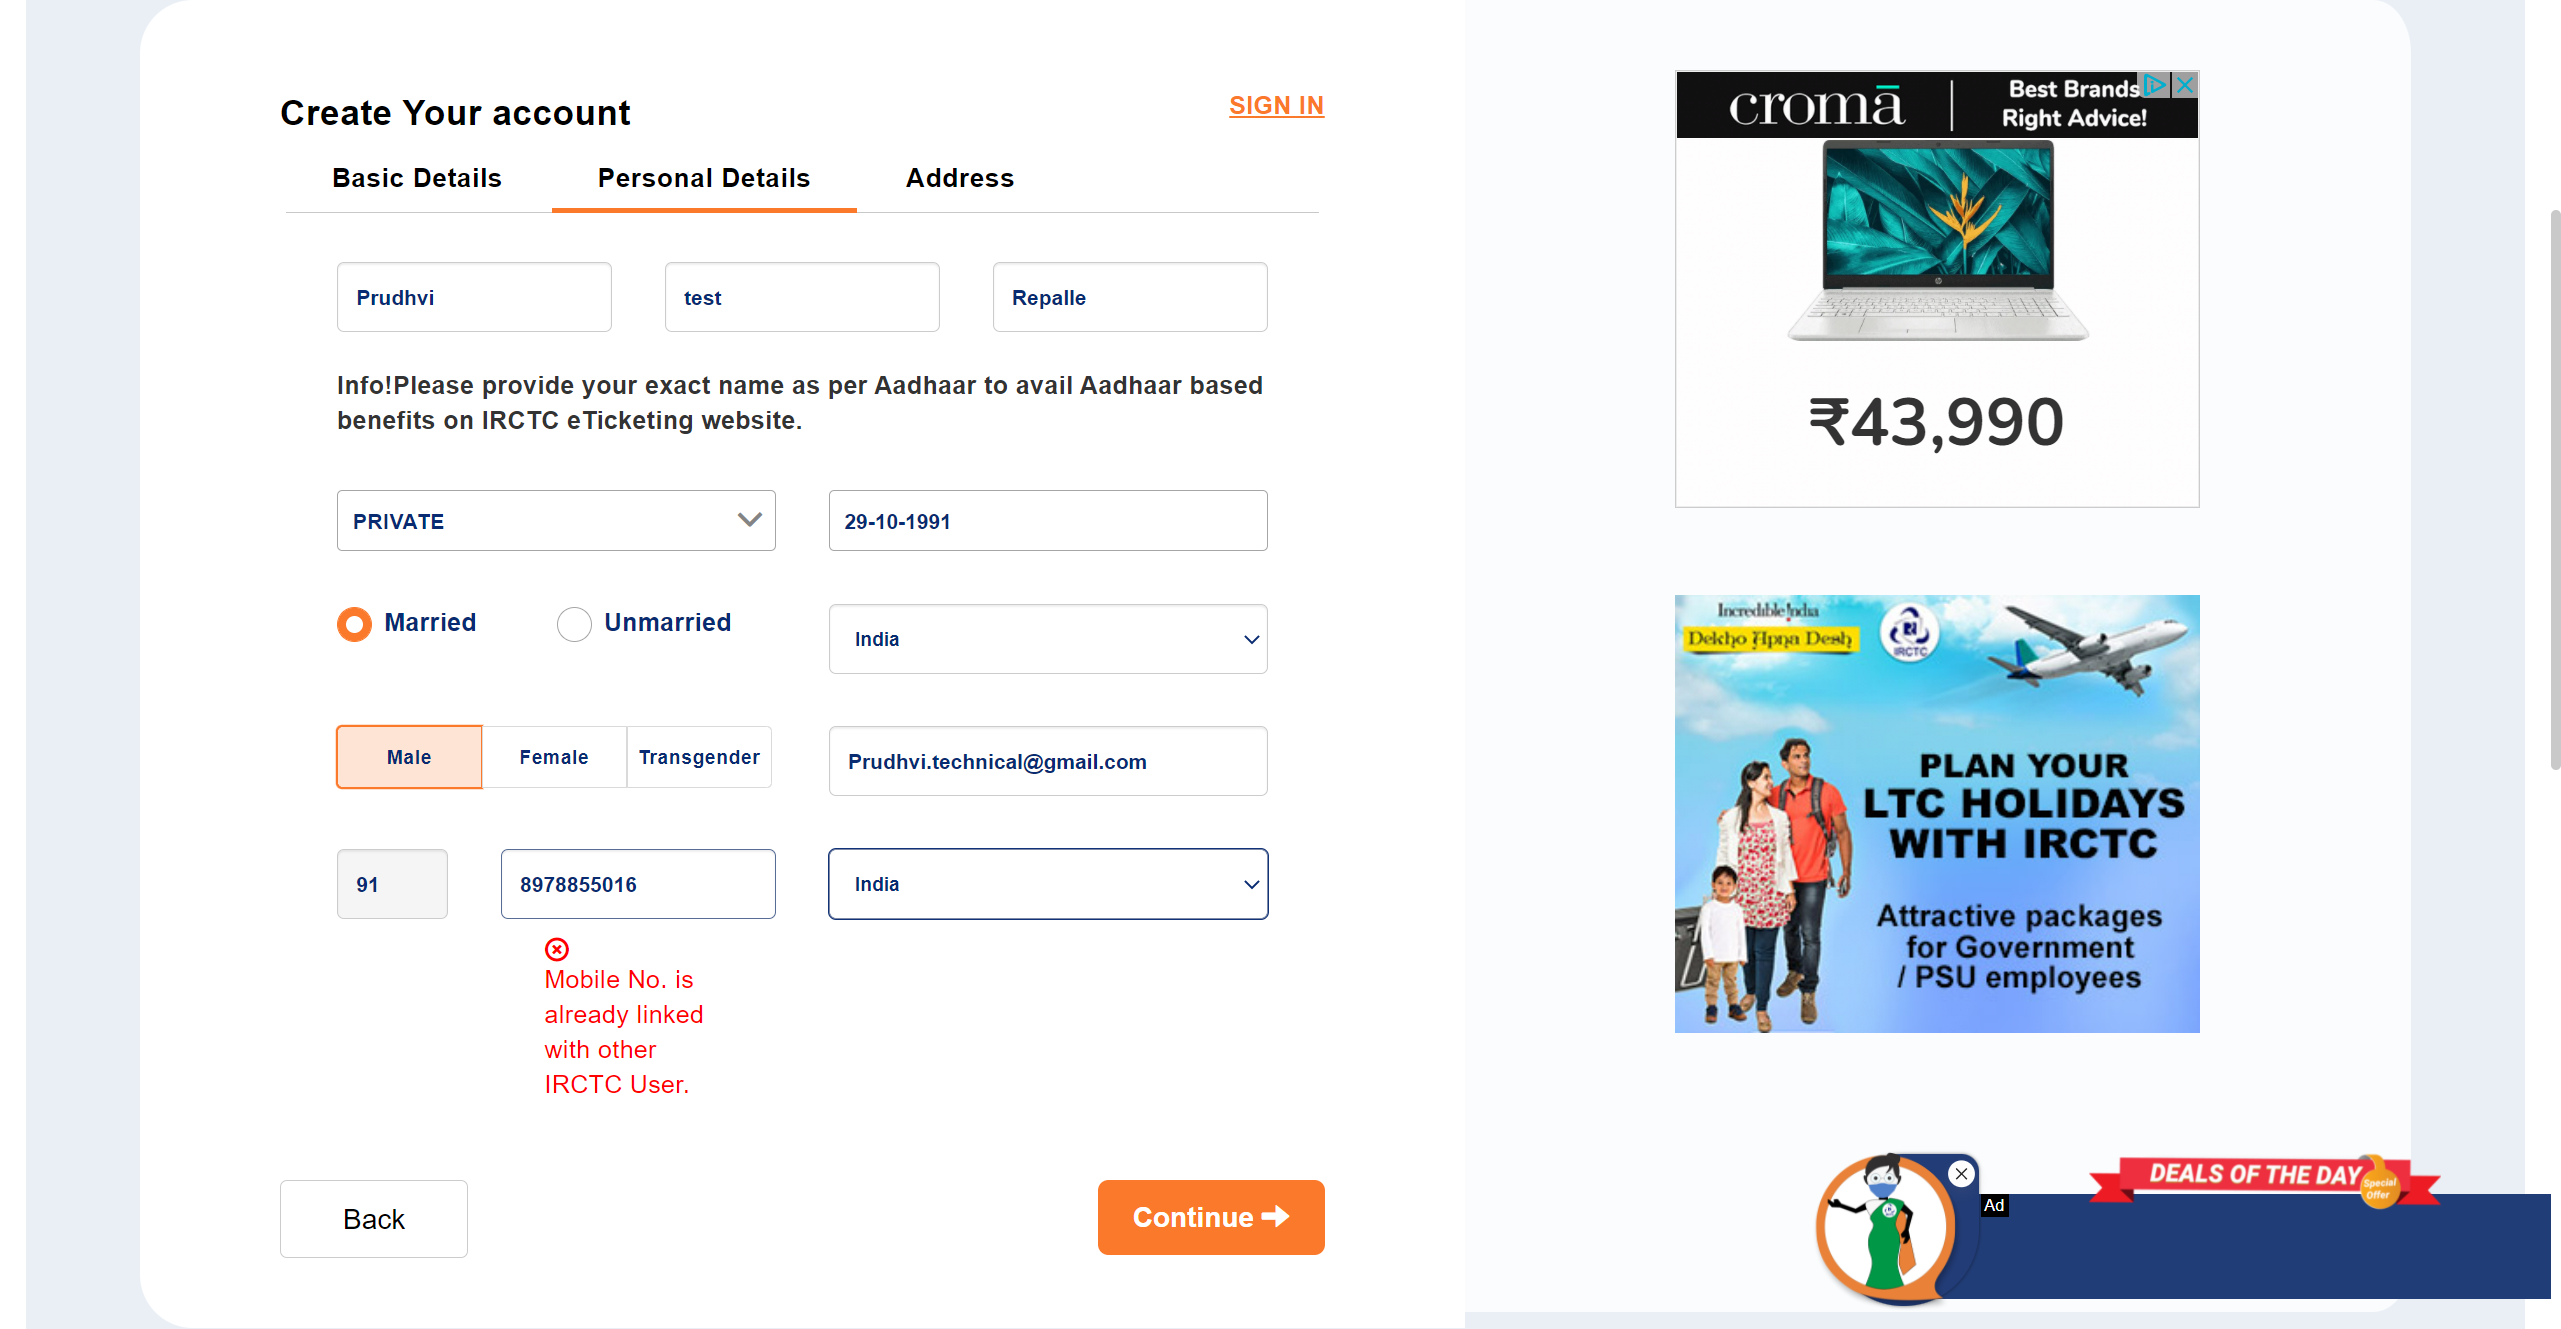 Create Your account
SIGN IN
Basic Details
Personal Details
Address
Prudhvi
test
Repalle
Info!Please provide your exact name as per Aadhaar to avail Aadhaar based
benefits on IRCTC eTicketing website.
PRIVATE
29-10-1991
Married
Unmarried
India
Male
Female
Transgender
Prudhvi.technical@gmail.com
91
8978855016
India
Mobile No. is
already linked
with other
IRCTC User.
Back
Continue
croma
Best Brands
Right Advice!
₹43,990
Incredible !ndia
Dekho Apna Desh
IRCTC
PLAN YOUR
LTC HOLIDAYS
WITH IRCTC
Attractive packages
for Government
/ PSU employees
DEALS OF THE DAY
Special
Offer
Ad